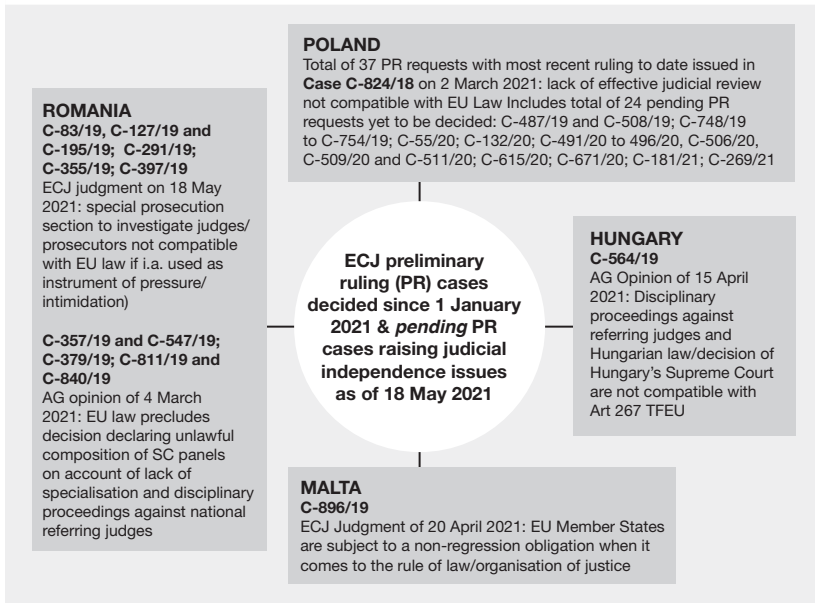 POLAND
Total of 37 PR requests with most recent ruling to date issued in
Case C-824/18 on 2 March 2021: lack of effective judicial review
not compatible with EU Law Includes total of 24 pending PR
requests yet to be decided: C-487/19 and C-508/19; C-748/19
to C-754/19; C-55/20; C-132/20; C-491/20 to 496/20, C-506/20,
C-509/20 and C-511/20; C-615/20; C-671/20; C-181/21; C-269/21
ROMANIA
C-83/19, C-127/19 and
C-195/19; C-291/19;
C-355/19; C-397/19
ECJ judgment on 18 May
2021: special prosecution
section to investigate judges/
prosecutors not compatible
with EU law if i.a. used as
instrument of pressure/
intimidation)
C-357/19 and C-547/19;
C-379/19; C-811/19 and
C-840/19
AG opinion of 4 March
2021: EU law precludes
decision declaring unlawful
composition of SC panels
on account of lack of
specialisation and disciplinary
proceedings against national
referring judges
ECJ preliminary
ruling (PR) cases
decided since 1 January
2021 & pending PR
cases raising judicial
independence issues
as of 18 May 2021
HUNGARY
C-564/19
AG Opinion of 15 April
2021: Disciplinary
proceedings against
referring judges and
Hungarian law/decision of
Hungary's Supreme Court
are not compatible with
Art 267 TFEU
MALTA
C-896/19
ECJ Judgment of 20 April 2021: EU Member States
are subject to a non-regression obligation when it
comes to the rule of law/organisation of justice